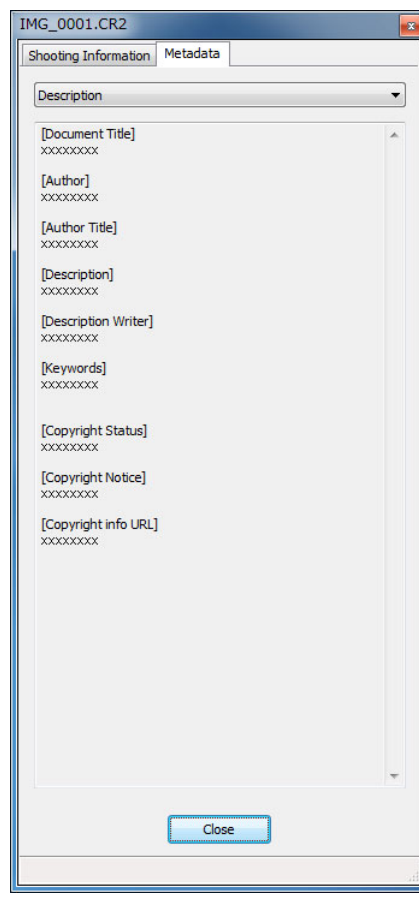 IMG_0001.CR2
Shooting Information
Metadata
Description
[Document Title]
xxxxxxxx
[Author]
xxxxxxxx
[Author Title]
xxxxxxxx
[Description]
xxxxxxxx
[Description Writer]
xxxxxxxx
[Keywords]
xxxxxxxx
[Copyright Status]
xxxxxxxx
[Copyright Notice]
xxxxxxxx
[Copyright info URL]
xxxxxxxx
Close